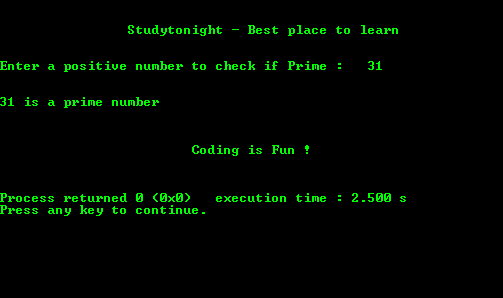 Studytonight - Best place to learn
Enter a positive number to check if Prime :   31
31 is a prime number
Coding is Fun !
Process returned 0 (0x0)   execution time : 2.500 s
Press any key to continue.